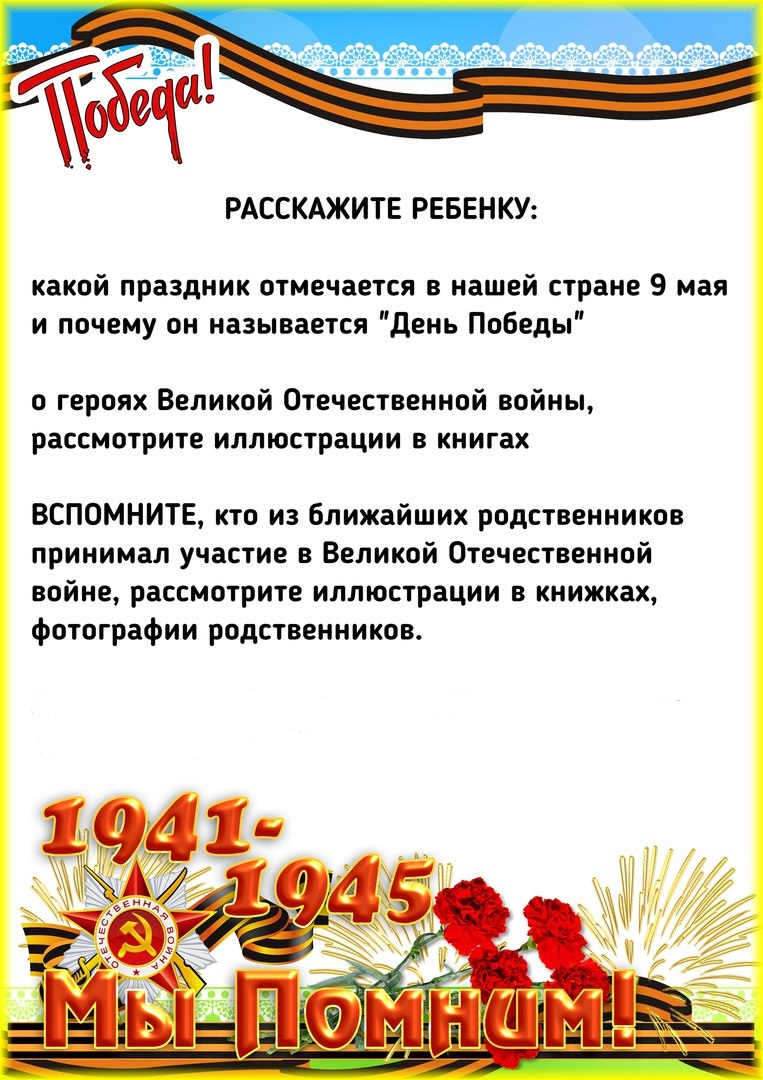 Победа!
РАССКАЖИТЕ РЕБЕНКУ:
какой праздник отмечается в нашей стране 9 мая
и почему он называется "День Победы"
о героях Великой Отечественной войны,
рассмотрите иллюстрации в книгах
ВСПОМНИТЕ, кто из ближайших родственников
принимал участие в Великой Отечественной
войне, рассмотрите иллюстрации в книжках,
фотографии родственников.
1941-
1945
ОТЕЧЕСТВЕННАЯ ВОЙНА
Мы Помним!